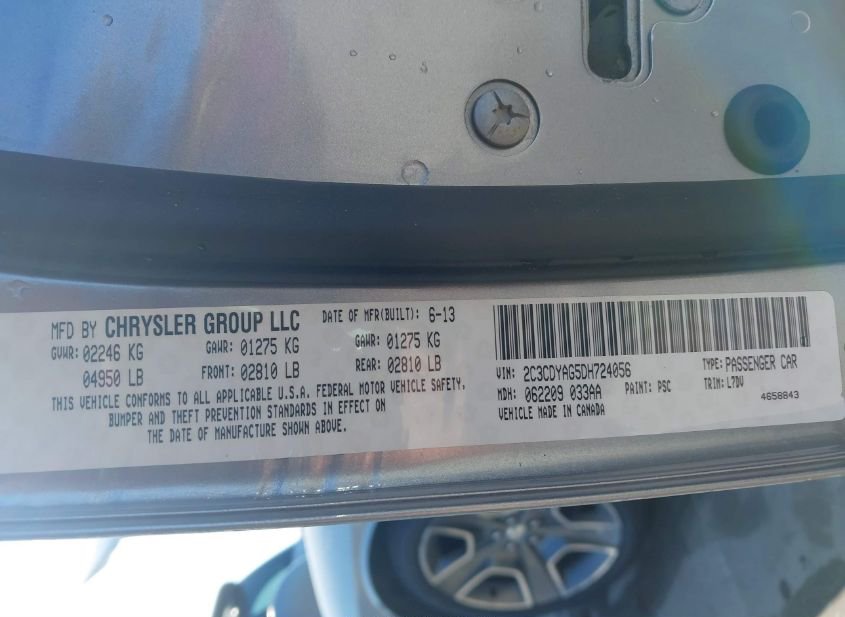 MFD BY CHRYSLER GROUP LLC DATE OF MFR(BUILT): 6-13
GVWR: 02246 KG GAWR: 01275 KG GAWR: 01275 KG
04950 LB FRONT: 02810 LB REAR: 02810 LB
THIS VEHICLE CONFORMS TO ALL APPLICABLE U.S.A. FEDERAL MOTOR VEHICLE SAFETY,
BUMPER AND THEFT PREVENTION STANDARDS IN EFFECT ON
THE DATE OF MANUFACTURE SHOWN ABOVE.
VIN: 2C3CDYAG5DH724056 TYPE: PASSENGER CAR
MDH: 062209 033AA PAINT: PSC TRIM: L7DV
VEHICLE MADE IN CANADA 4658843